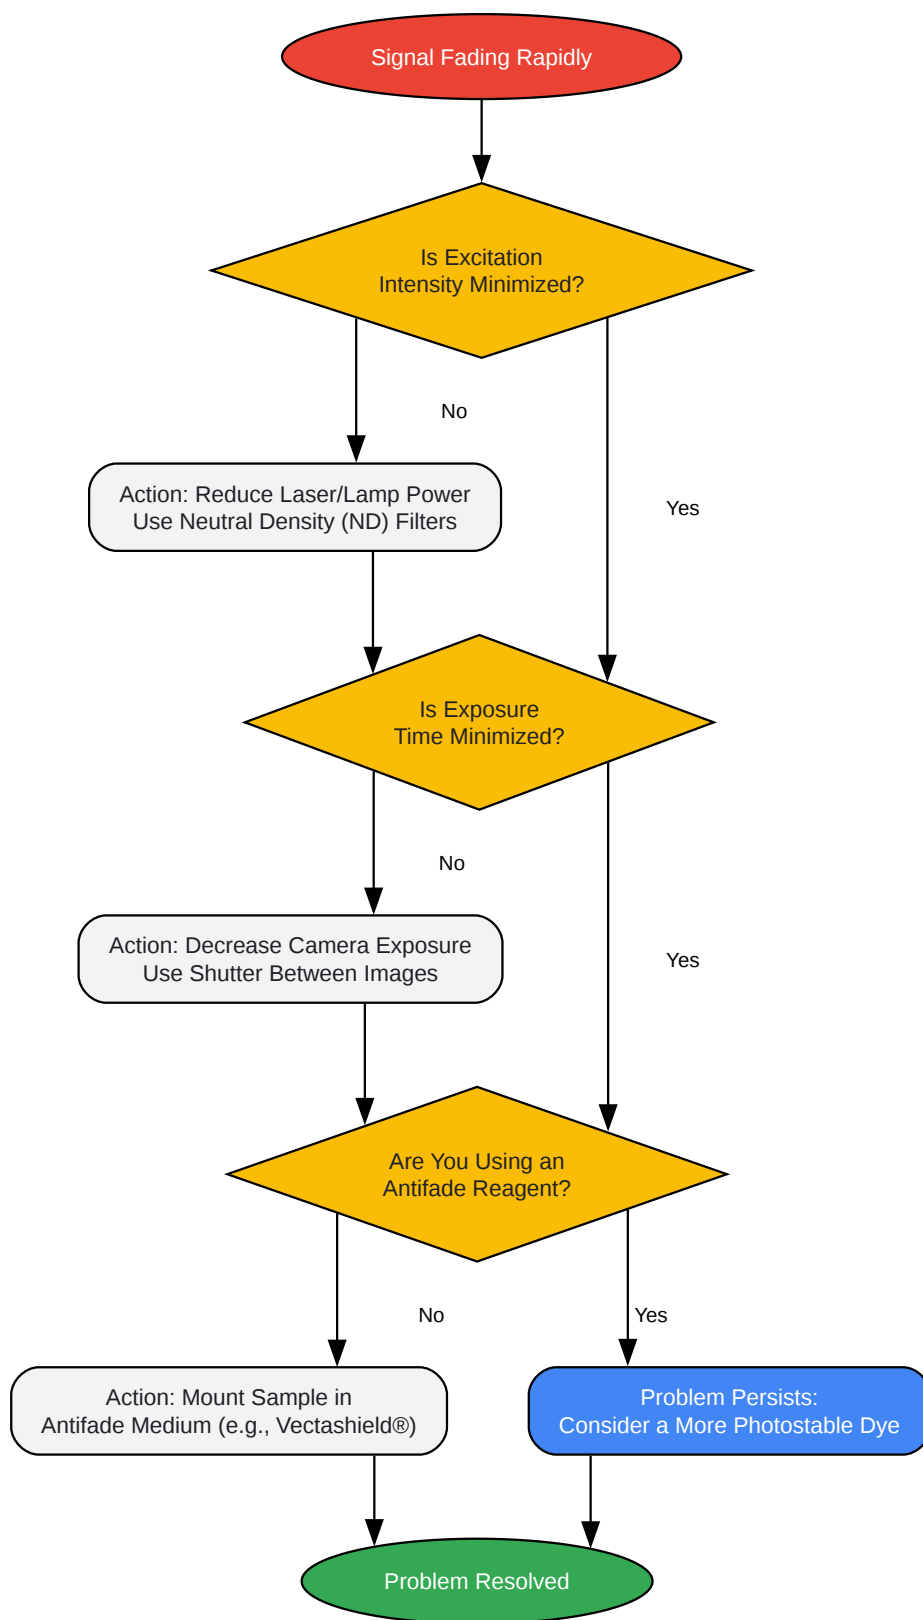 Signal Fading Rapidly
Is Excitation
Intensity Minimized?
No
Action: Reduce Laser/Lamp Power
Use Neutral Density (ND) Filters
Yes
Is Exposure
Time Minimized?
No
Action: Decrease Camera Exposure
Use Shutter Between Images
Yes
Are You Using an
Antifade Reagent?
No
Yes
Action: Mount Sample in
Antifade Medium (e.g., Vectashield®)
Problem Persists:
Consider a More Photostable Dye
Problem Resolved